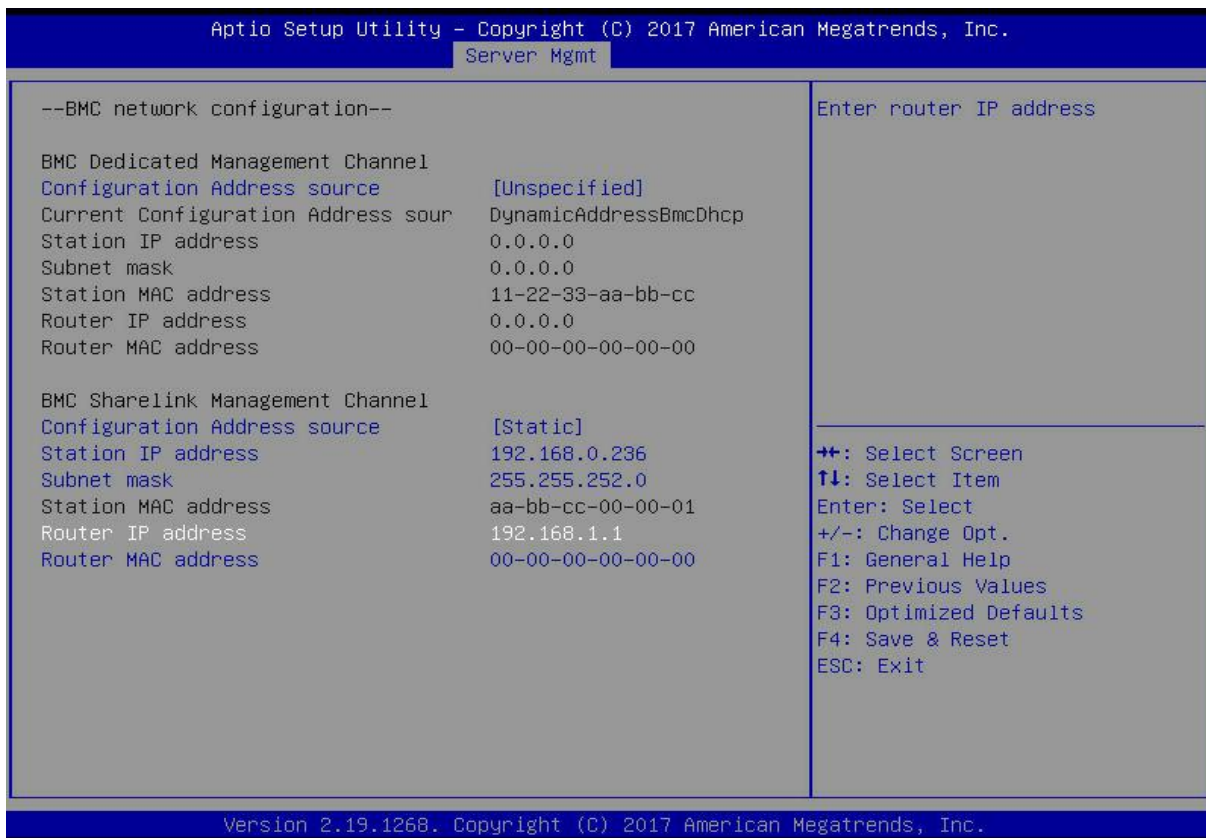 Aptio Setup Utility – Copyright (C) 2017 American Megatrends, Inc.
Server Mgmt
--BMC network configuration--
BMC Dedicated Management Channel
Configuration Address source [Unspecified]
Current Configuration Address sour DynamicAddressBmcDhcp
Station IP address 0.0.0.0
Subnet mask 0.0.0.0
Station MAC address 11-22-33-aa-bb-cc
Router IP address 0.0.0.0
Router MAC address 00-00-00-00-00-00
BMC Sharelink Management Channel
Configuration Address source [Static]
Station IP address 192.168.0.236
Subnet mask 255.255.252.0
Station MAC address aa-bb-cc-00-00-01
Router IP address 192.168.1.1
Router MAC address 00-00-00-00-00-00
Enter router IP address
→←: Select Screen
↑↓: Select Item
Enter: Select
+/-: Change Opt.
F1: General Help
F2: Previous Values
F3: Optimized Defaults
F4: Save & Reset
ESC: Exit
Version 2.19.1268. Copyright (C) 2017 American Megatrends, Inc.